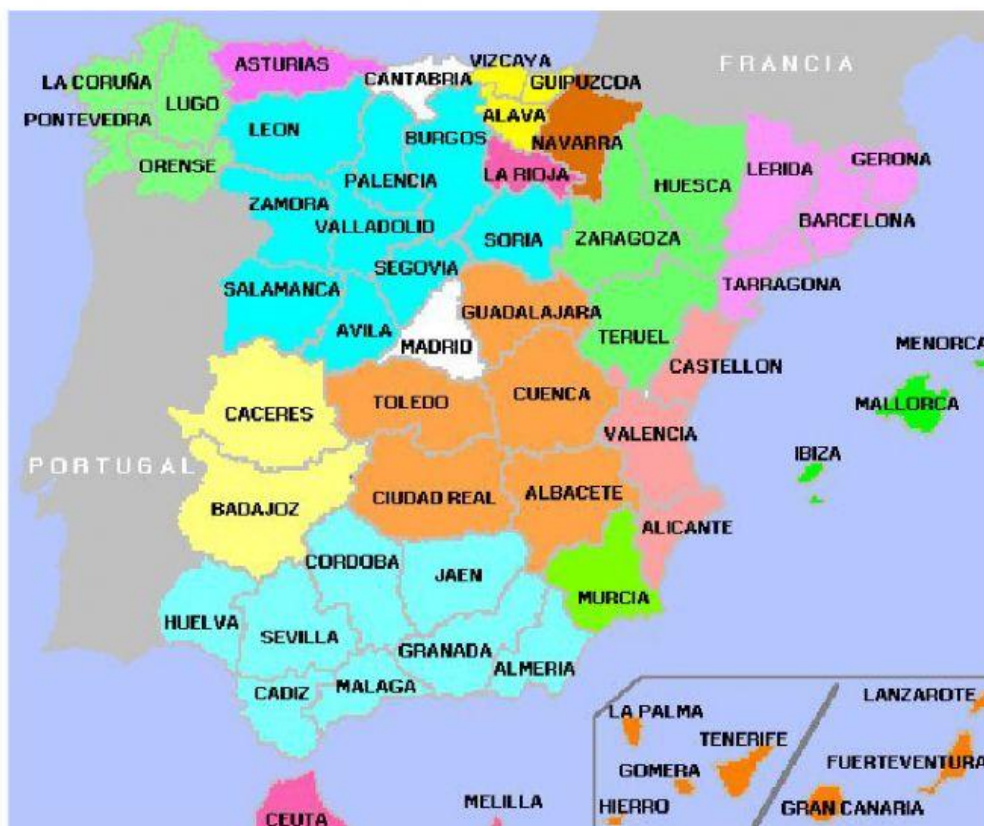 ASTURIAS
VIZCAYA
FRANCIA
LA CORUÑA
CANTABRIA
GUIPUZCOA
LUGO
PONTEVEDRA
LEON
BURGOS
ALAVA
NAVARRA
ORENSE
PALENCIA
LA RIOJA
HUESCA
LERIDA
GERONA
ZAMORA
VALLADOLID
SORIA
ZARAGOZA
BARCELONA
SEGOVIA
SALAMANCA
TARRAGONA
GUADALAJARA
AVILA
MADRID
TERUEL
MENORCA
CASTELLON
TOLEDO
CUENCA
MALLORCA
CACERES
VALENCIA
IBIZA
PORTUGAL
BADAJOZ
CIUDAD REAL
ALBACETE
ALICANTE
CORDOBA
JAEN
MURCIA
HUELVA
SEVILLA
GRANADA
ALMERIA
CADIZ
MALAGA
LANZAROTE
LA PALMA
TENERIFE
FUERTEVENTURA
GOMERA
MELILLA
HIERRO
GRAN CANARIA
CEUTA